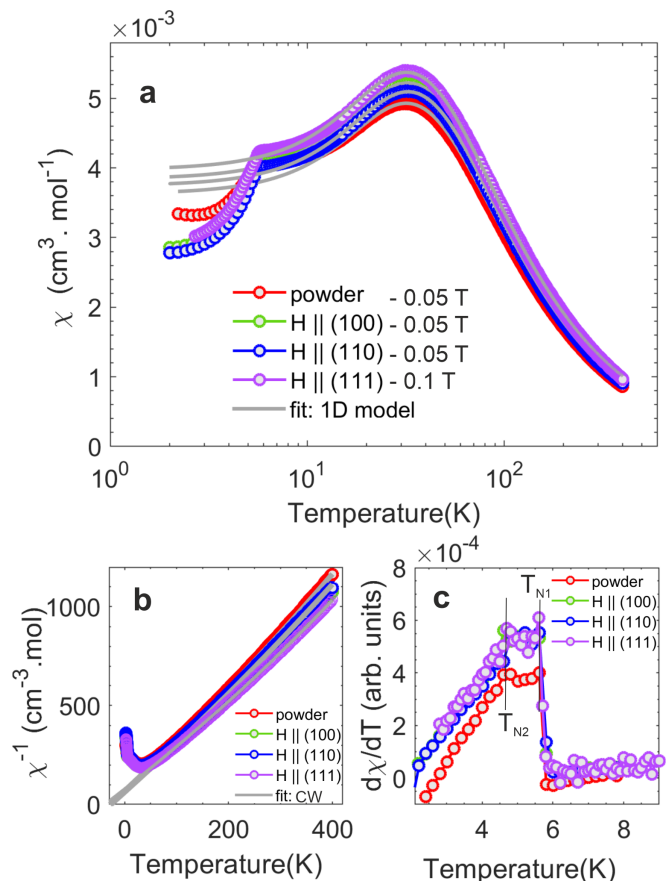 ×10⁻³
a
5
4
3
2
1
0
χ (cm³ . mol⁻¹)
powder - 0.05 T
H || (100) - 0.05 T
H || (110) - 0.05 T
H || (111) - 0.1 T
fit: 1D model
10⁰ 10¹ 10²
Temperature(K)
b
1000
500
0
χ⁻¹ (cm⁻³.mol)
powder
H || (100)
H || (110)
H || (111)
fit: CW
0 200 400
Temperature(K)
×10⁻⁴
c
8
6
4
2
0
dχ/dT (arb. units)
T_N1
T_N2
powder
H || (100)
H || (110)
H || (111)
4 6 8
Temperature(K)